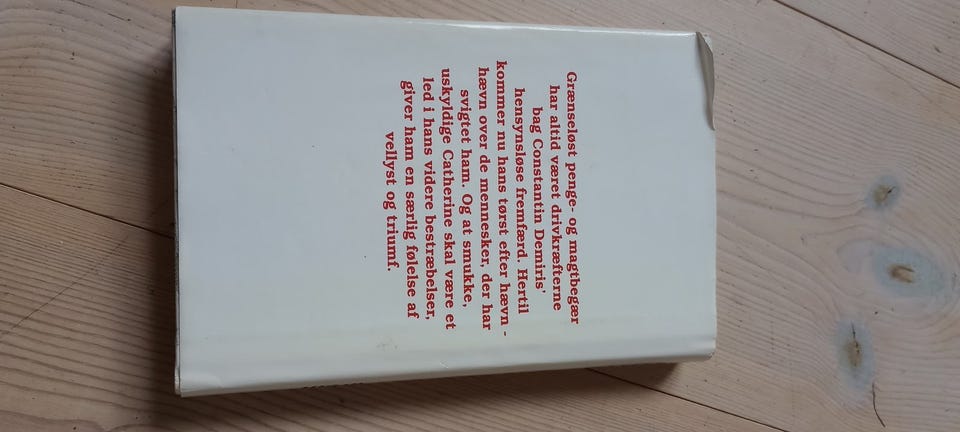 Grænseløst penge- og magtbegær
har altid været drivkræfterne
bag Constantin Demiris'
hensynsløse fremfærd. Hertil
kommer nu hans tørst efter hævn -
hævn over de mennesker, der har
svigtet ham. Og at smukke,
uskyldige Catherine skal være et
led i hans videre bestræbelser,
giver ham en særlig følelse af
vellyst og triumf.